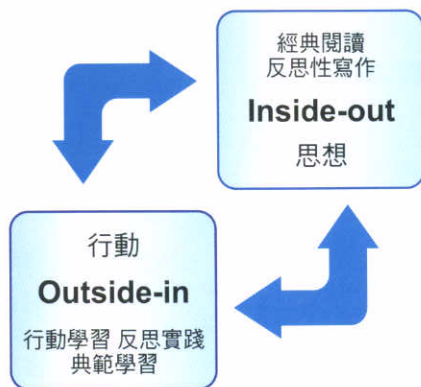 經典閱讀
反思性寫作
Inside-out
思想
行動
Outside-in
行動學習 反思實踐
典範學習